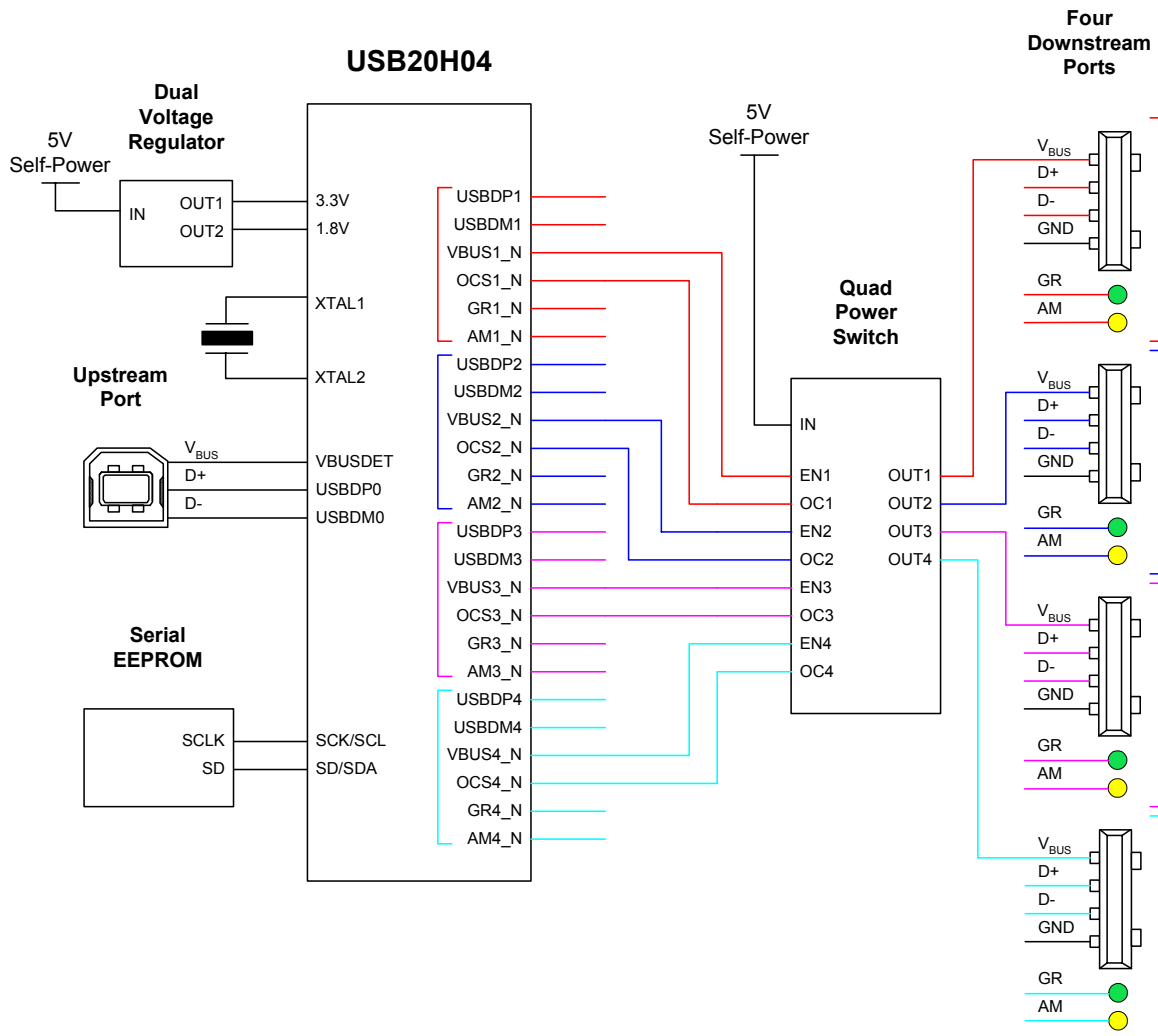 USB20H04
Four
Downstream
Ports
Dual
Voltage
Regulator
5V
Self-Power
IN
OUT1
OUT2
3.3V
1.8V
XTAL1
XTAL2
Upstream
Port
VBUS
D+
D-
VBUSDET
USBDP0
USBDM0
Serial
EEPROM
SCLK
SD
SCK/SCL
SD/SDA
USBDP1
USBDM1
VBUS1_N
OCS1_N
GR1_N
AM1_N
USBDP2
USBDM2
VBUS2_N
OCS2_N
GR2_N
AM2_N
USBDP3
USBDM3
VBUS3_N
OCS3_N
GR3_N
AM3_N
USBDP4
USBDM4
VBUS4_N
OCS4_N
GR4_N
AM4_N
5V
Self-Power
Quad
Power
Switch
IN
EN1
OC1
EN2
OC2
EN3
OC3
EN4
OC4
OUT1
OUT2
OUT3
OUT4
VBUS
D+
D-
GND
GR
AM
VBUS
D+
D-
GND
GR
AM
VBUS
D+
D-
GND
GR
AM
VBUS
D+
D-
GND
GR
AM